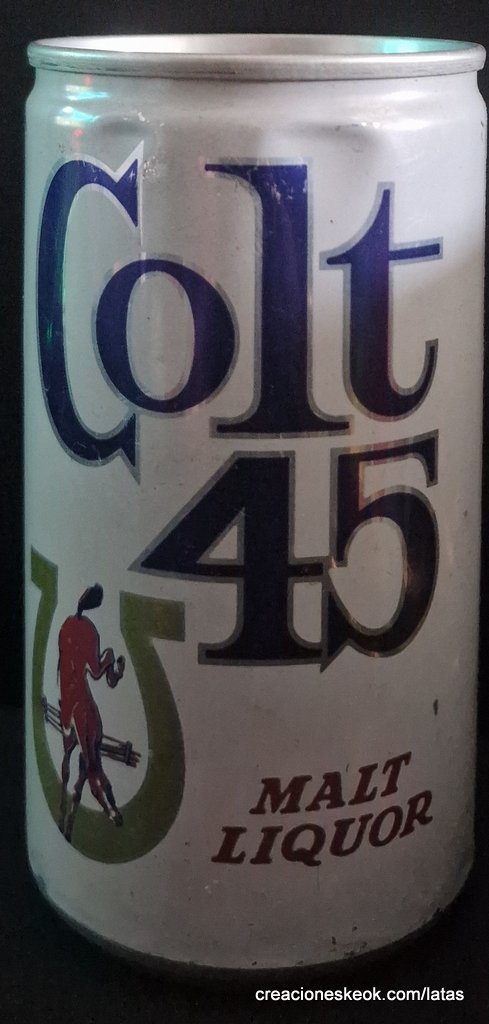 Colt
45
MALT
LIQUOR
creacioneskeok.com/latas